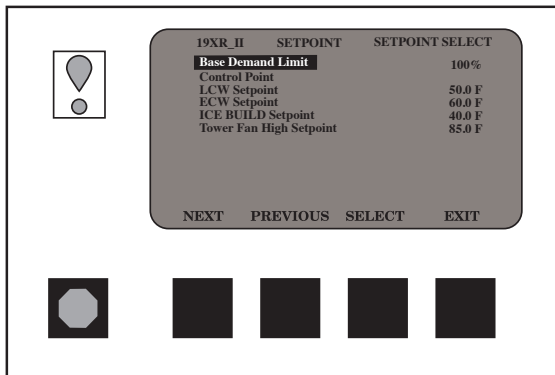 19XR_II SETPOINT SETPOINT SELECT
Base Demand Limit 100%
Control Point
LCW Setpoint 50.0 F
ECW Setpoint 60.0 F
ICE BUILD Setpoint 40.0 F
Tower Fan High Setpoint 85.0 F
NEXT PREVIOUS SELECT EXIT